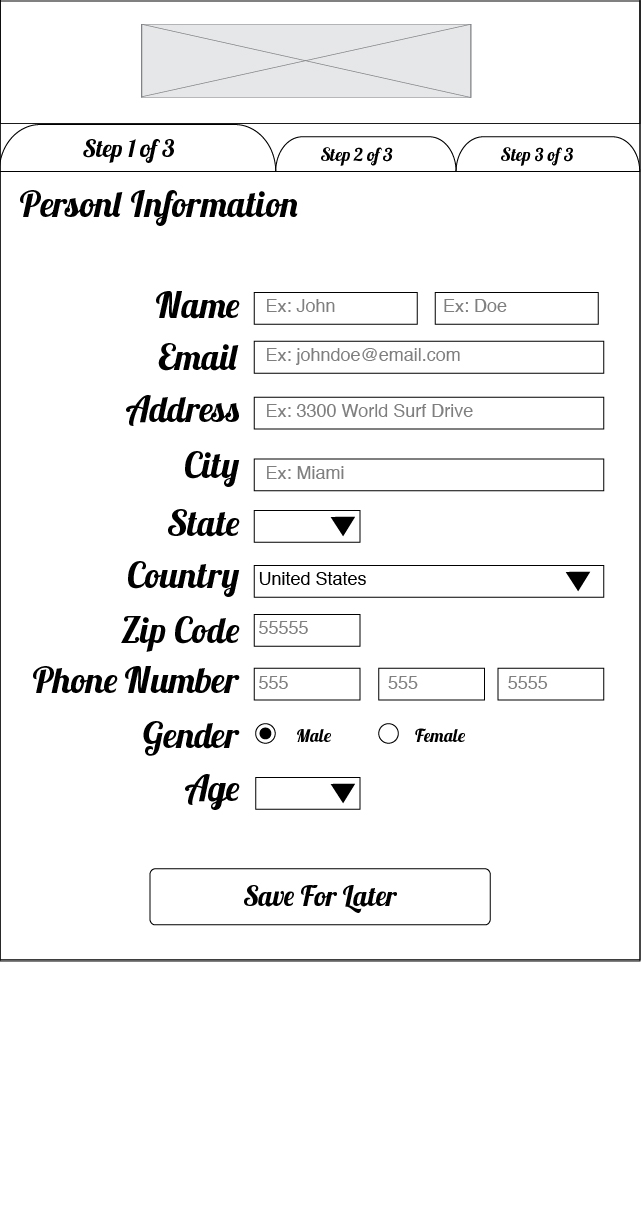 Step 1 of 3 Step 2 of 3 Step 3 of 3
Personl Information
Name Ex: John Ex: Doe
Email Ex: johndoe@email.com
Address Ex: 3300 World Surf Drive
City Ex: Miami
State
Country United States
Zip Code 55555
Phone Number 555 555 5555
Gender Male Female
Age
Save For Later